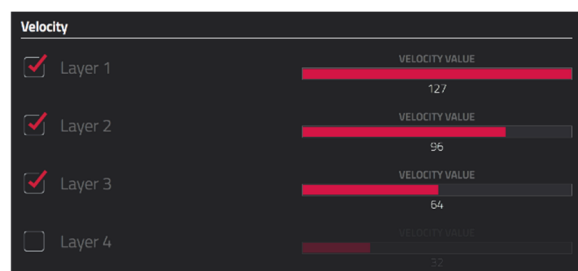 Velocity
Layer 1
VELOCITY VALUE
127
Layer 2
VELOCITY VALUE
96
Layer 3
VELOCITY VALUE
64
Layer 4
VELOCITY VALUE
32